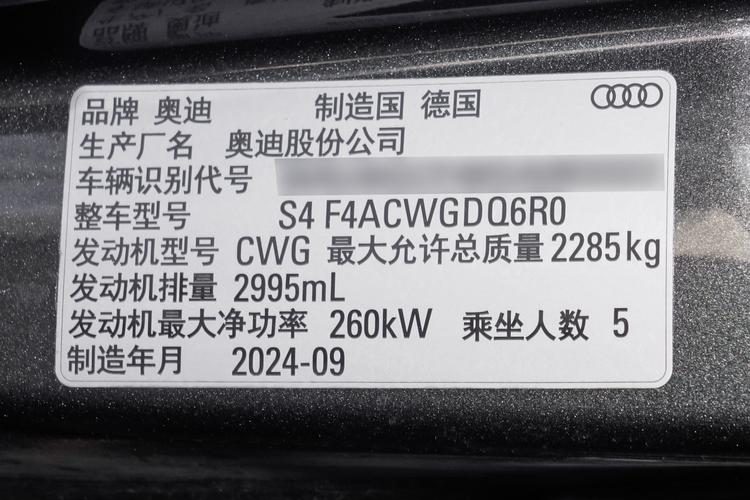 品牌 奥迪 制造国 德国
生产厂名 奥迪股份公司
车辆识别代号
整车型号 S4 F4ACWGDQ6R0
发动机型号 CWG 最大允许总质量 2285kg
发动机排量 2995mL
发动机最大净功率 260kW 乘坐人数 5
制造年月 2024-09